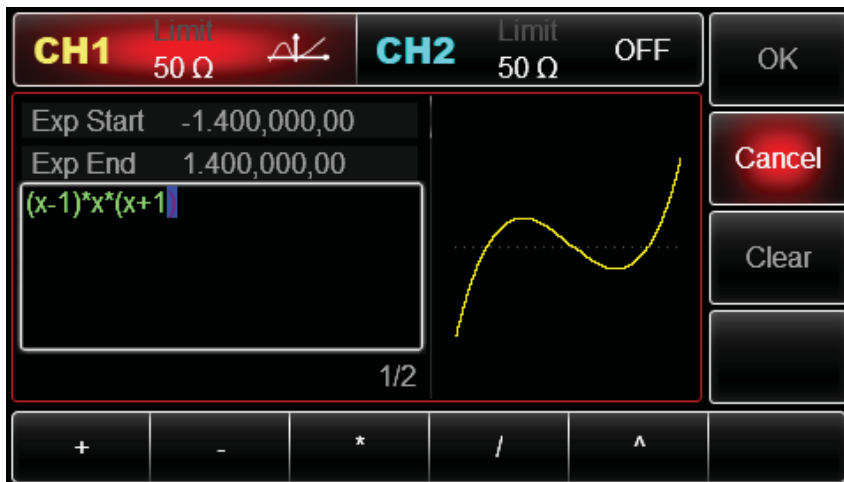 CH1 Limit 50 Ω CH2 Limit 50 Ω OFF OK
Exp Start -1.400,000,00
Exp End 1.400,000,00
Cancel
(x-1)*x*(x+1)
Clear
1/2
+ - * / ^